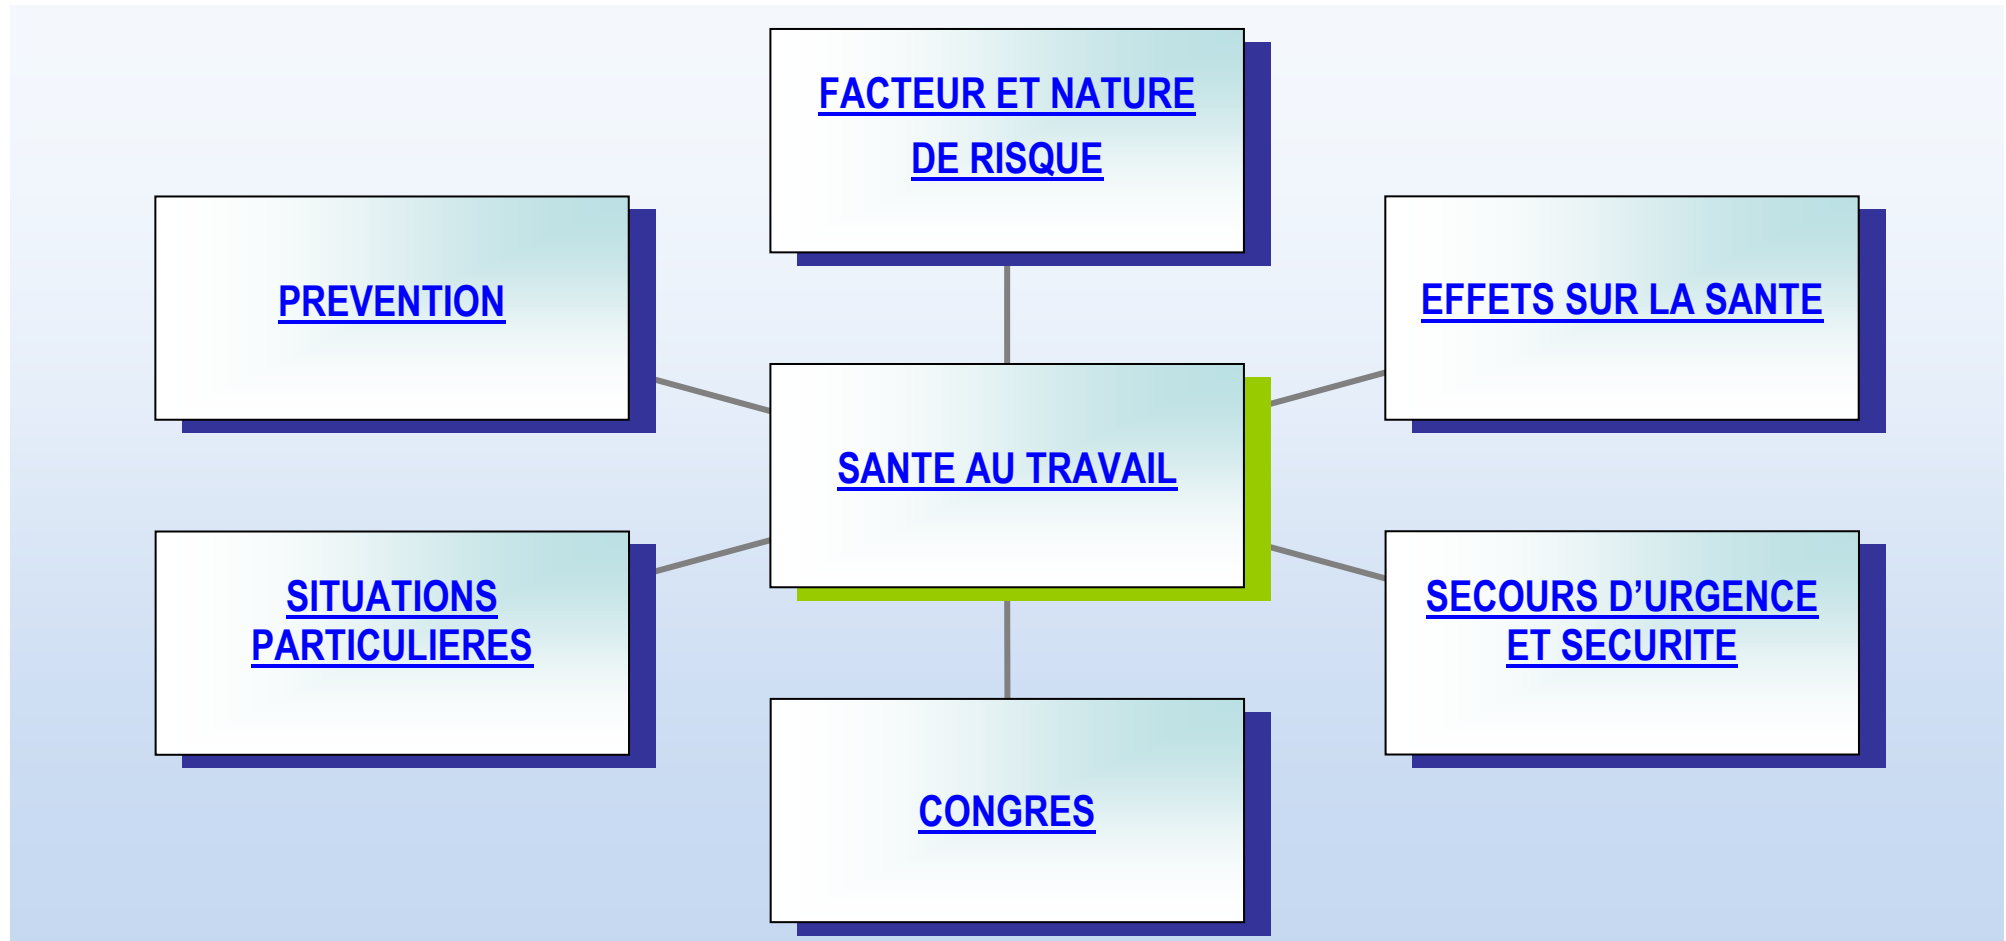 FACTEUR ET NATURE
DE RISQUE
PREVENTION
EFFETS SUR LA SANTE
SANTE AU TRAVAIL
SITUATIONS
PARTICULIERES
SECOURS D’URGENCE
ET SECURITE
CONGRES